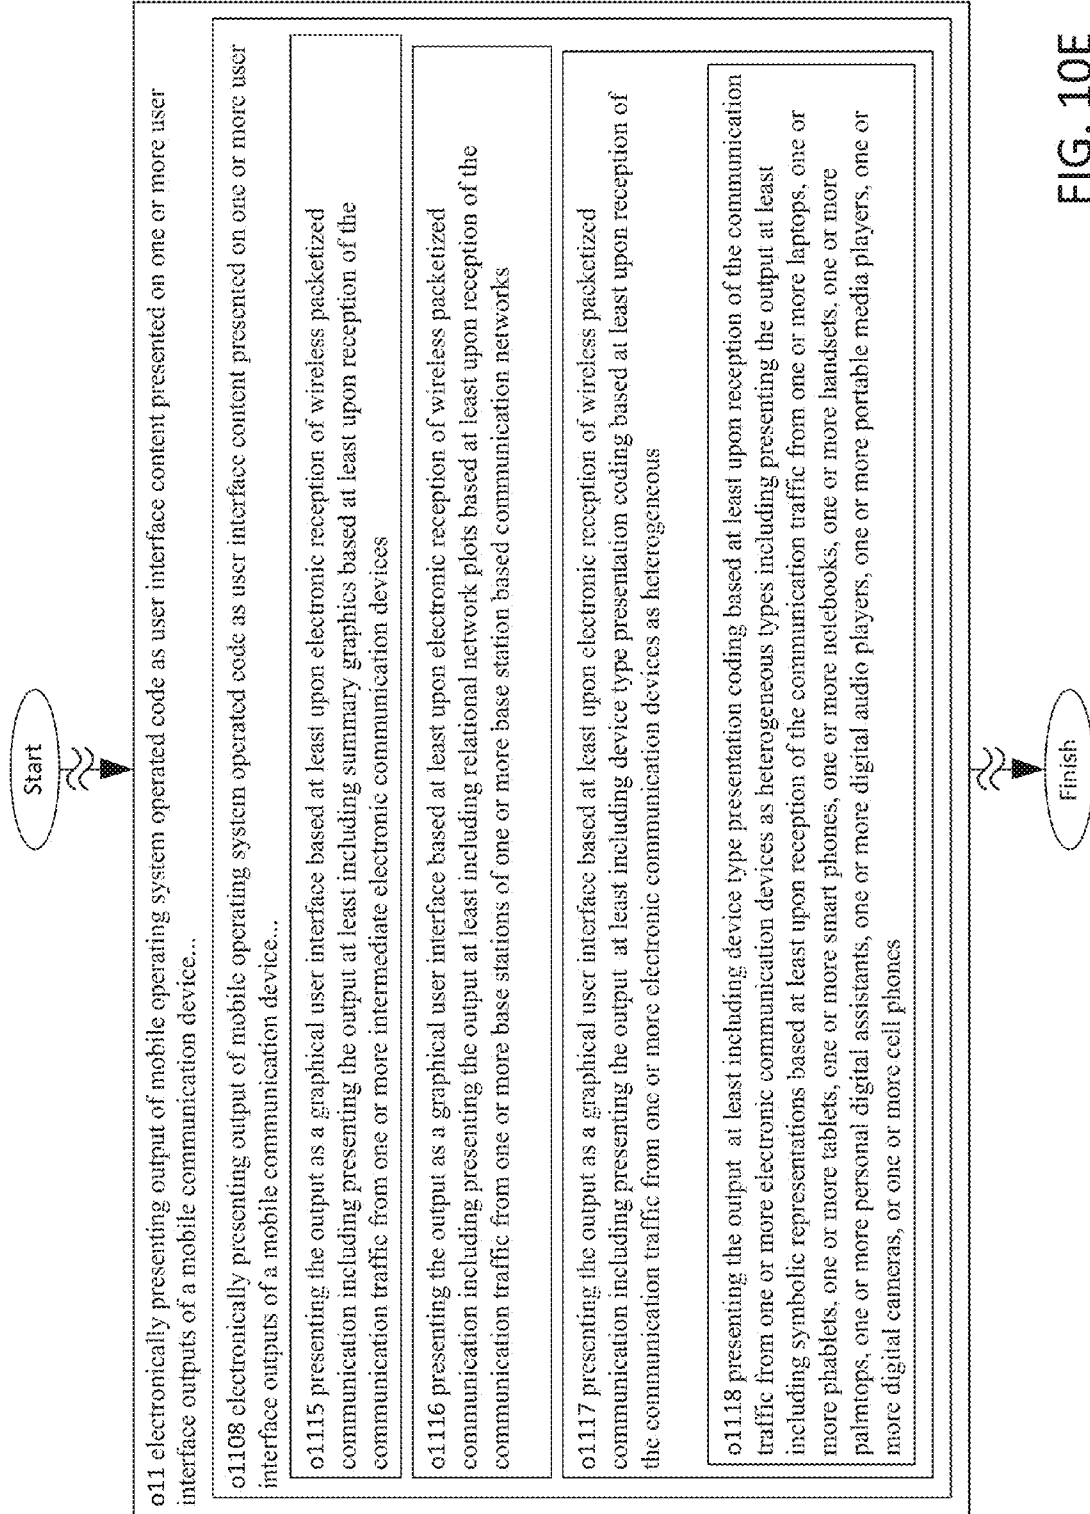 Start
o11 electronically presenting output of mobile operating system operated code as user interface content presented on one or more user
interface outputs of a mobile communication device...
o1108 electronically presenting output of mobile operating system operated code as user interface content presented on one or more user
interface outputs of a mobile communication device...
o1115 presenting the output as a graphical user interface based at least upon electronic reception of wireless packetized
communication including presenting the output at least including summary graphics based at least upon reception of the
communication traffic from one or more intermediate electronic communication devices
o1116 presenting the output as a graphical user interface based at least upon electronic reception of wireless packetized
communication including presenting the output at least including relational network plots based at least upon reception of the
communication traffic from one or more base stations of one or more base station based communication networks
o1117 presenting the output as a graphical user interface based at least upon electronic reception of wireless packetized
communication including presenting the output at least including device type presentation coding based at least upon reception of
the communication traffic from one or more electronic communication devices as heterogeneous
o1118 presenting the output at least including device type presentation coding based at least upon reception of the communication
traffic from one or more electronic communication devices as heterogeneous types including presenting the output at least
including symbolic representations based at least upon reception of the communication traffic from one or more laptops, one or
more phablets, one or more tablets, one or more smart phones, one or more notebooks, one or more handsets, one or more
palmtops, one or more personal digital assistants, one or more digital audio players, one or more portable media players, one or
more digital cameras, or one or more cell phones
Finish
FIG. 10E